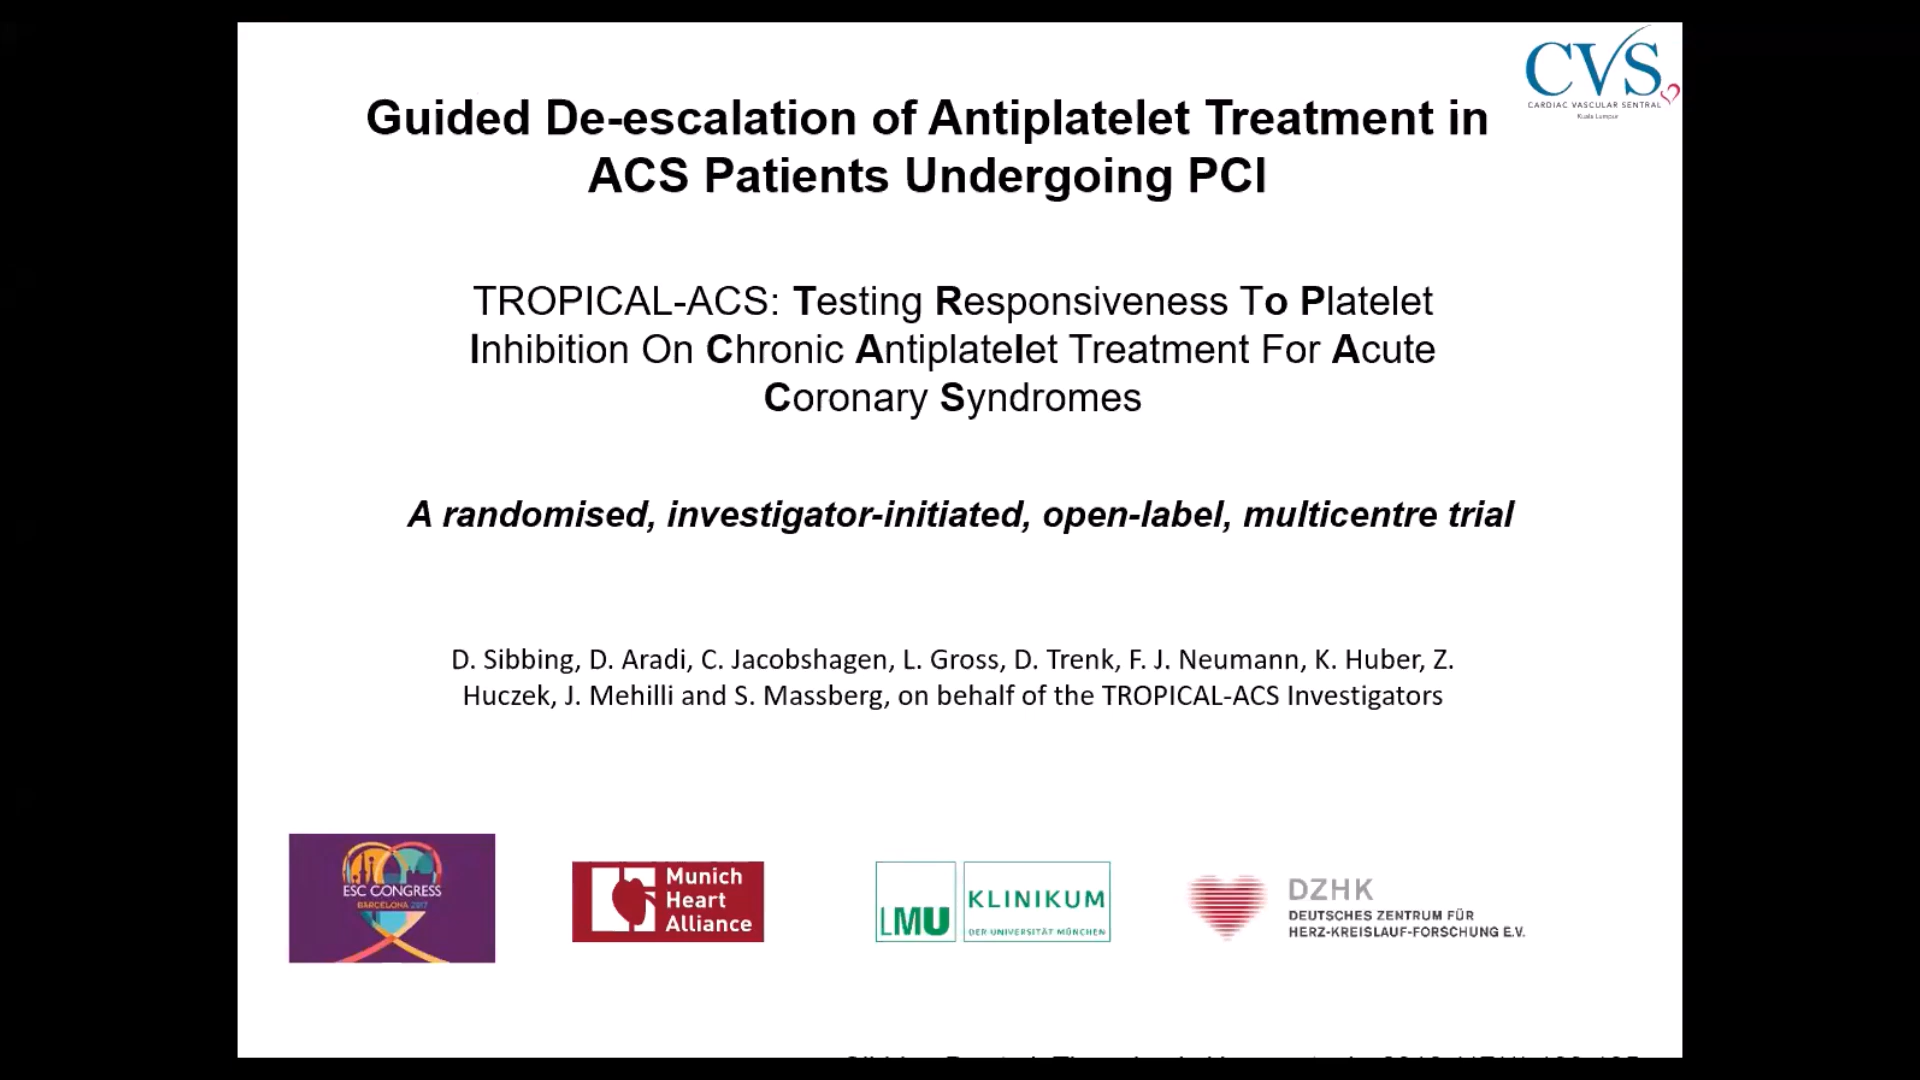 CVS
CARDIAC VASCULAR SENTRAL
Kuala Lumpur
Guided De-escalation of Antiplatelet Treatment in
ACS Patients Undergoing PCI
TROPICAL-ACS: Testing Responsiveness To Platelet
Inhibition On Chronic Antiplatelet Treatment For Acute
Coronary Syndromes
A randomised, investigator-initiated, open-label, multicentre trial
D. Sibbing, D. Aradi, C. Jacobshagen, L. Gross, D. Trenk, F. J. Neumann, K. Huber, Z.
Huczek, J. Mehilli and S. Massberg, on behalf of the TROPICAL-ACS Investigators
ESC CONGRESS
BARCELONA 2017
Munich
Heart
Alliance
LMU
KLINIKUM
DER UNIVERSITÄT MÜNCHEN
DZHK
DEUTSCHES ZENTRUM FÜR
HERZ-KREISLAUF-FORSCHUNG E.V.